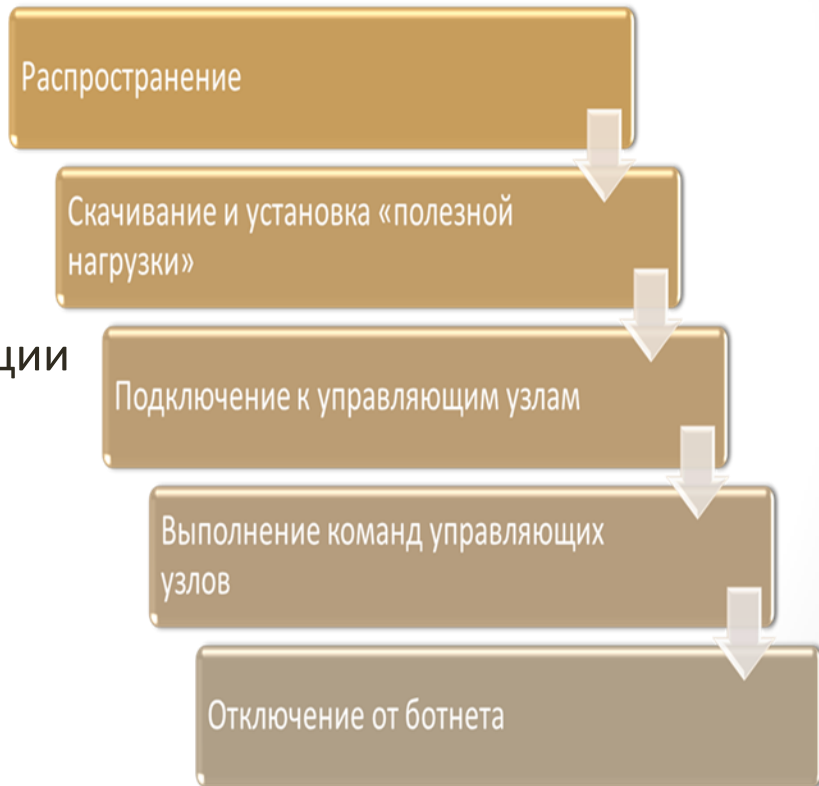 Распространение
Скачивание и установка «полезной
нагрузки»
ции
Подключение к управляющим узлам
Выполнение команд управляющих
узлов
Отключение от ботнета